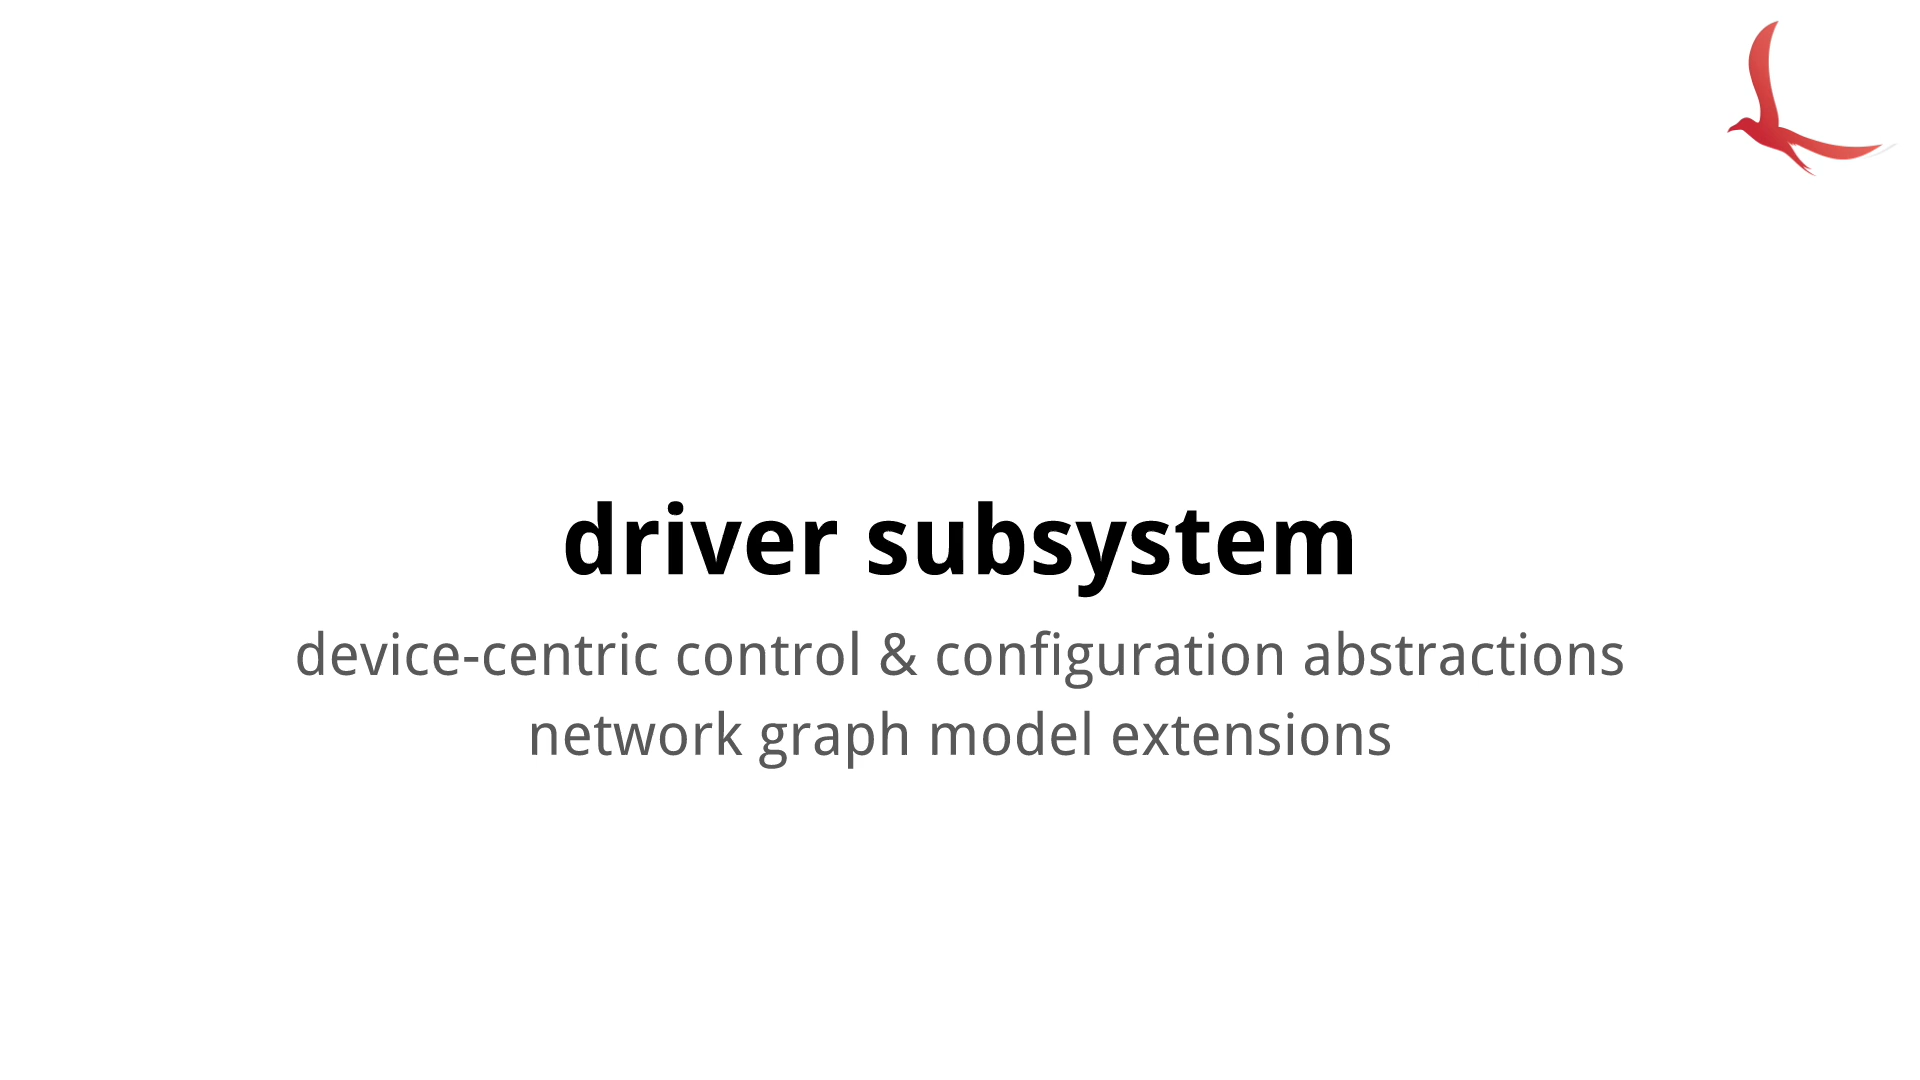 driver subsystem
device-centric control & configuration abstractions
network graph model extensions